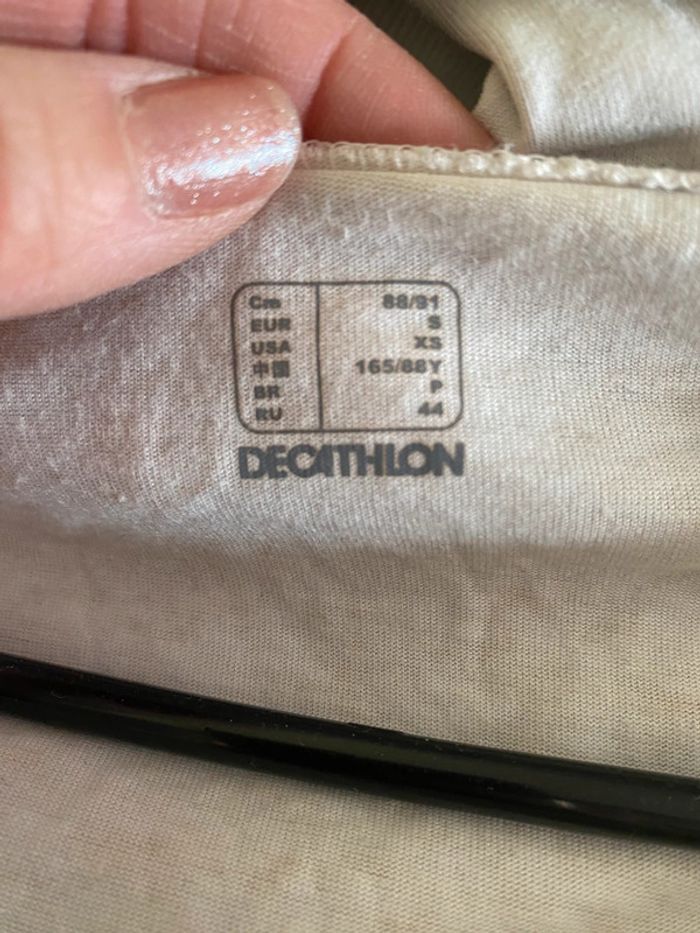 Cm 88/91
EUR S
USA XS
中国 165/88Y
BR P
RU 44
DECATHLON